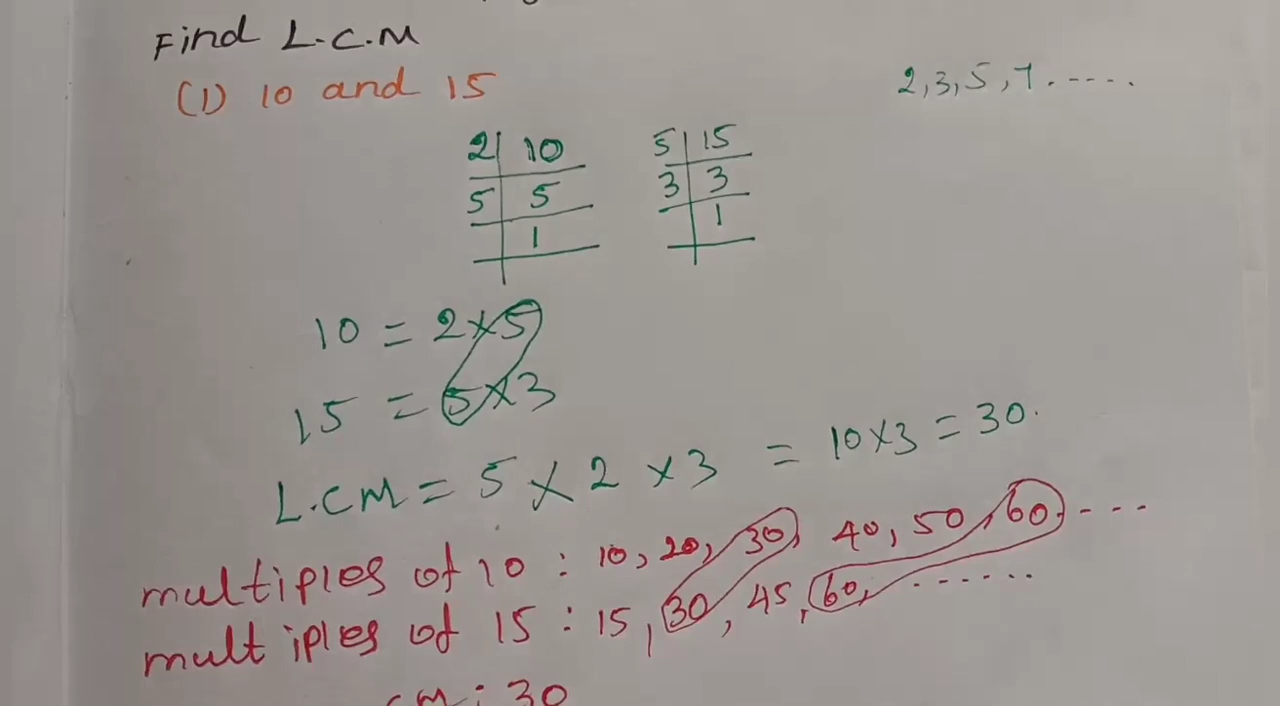 Find L.C.M
(1) 10 and 15
2,3,5,7.-----.
2| 10
5| 5
| 1
5| 15
3| 3
| 1
10 = 2×5
15 = 5×3
L.CM = 5 × 2 × 3 = 10×3 = 30.
multiples of 10 : 10, 20, 30, 40, 50, 60. - - -
multiples of 15 : 15, 30, 45, 60, .......
cm : 30